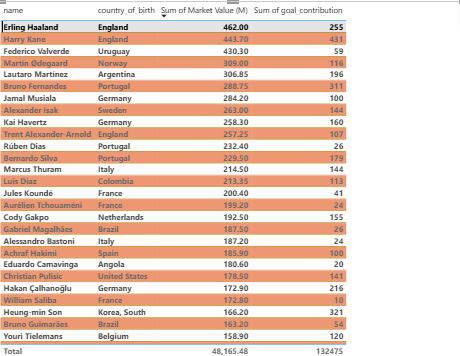 name country_of_birth Sum of Market Value (M) Sum of goal_contribution
Erling Haaland England 462.00 255
Harry Kane England 443.70 431
Federico Valverde Uruguay 430.30 59
Martin Ødegaard Norway 309.00 116
Lautaro Martínez Argentina 306.85 196
Bruno Fernandes Portugal 288.75 311
Jamal Musiala Germany 284.20 100
Alexander Isak Sweden 263.00 144
Kai Havertz Germany 258.30 160
Trent Alexander-Arnold England 257.25 107
Rúben Dias Portugal 232.40 26
Bernardo Silva Portugal 229.50 179
Marcus Thuram Italy 214.50 144
Luis Díaz Colombia 213.35 113
Jules Koundé France 200.40 41
Aurélien Tchouaméni France 199.20 24
Cody Gakpo Netherlands 192.50 155
Gabriel Magalhães Brazil 187.50 26
Alessandro Bastoni Italy 187.20 24
Achraf Hakimi Spain 185.90 100
Eduardo Camavinga Angola 180.60 20
Christian Pulisic United States 178.50 141
Hakan Çalhanoğlu Germany 172.90 216
William Saliba France 172.80 10
Heung-min Son Korea, South 166.20 321
Bruno Guimarães Brazil 163.20 54
Youri Tielemans Belgium 158.90 120
Total 48,165.48 132475